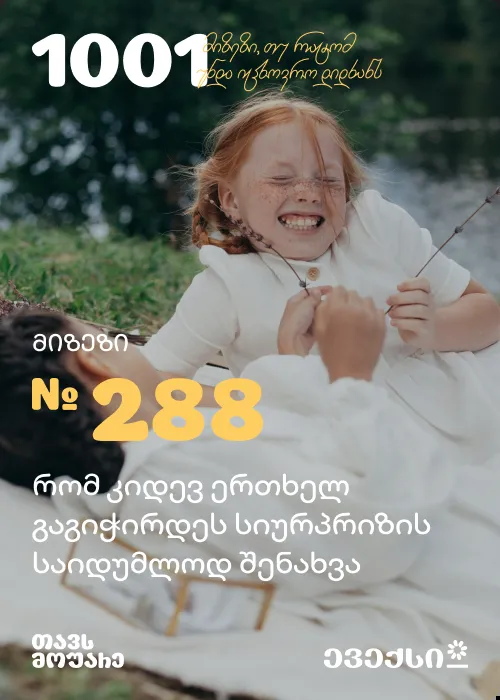 1001 მიზეზი, თუ რატომ
უნდა იცხოვრო დიდხანს
მიზეზი
№ 288
რომ კიდევ ერთხელ
გაგიჭირდეს სიურპრიზის
საიდუმლოდ შენახვა
თავს
მოუარე
ევექსი